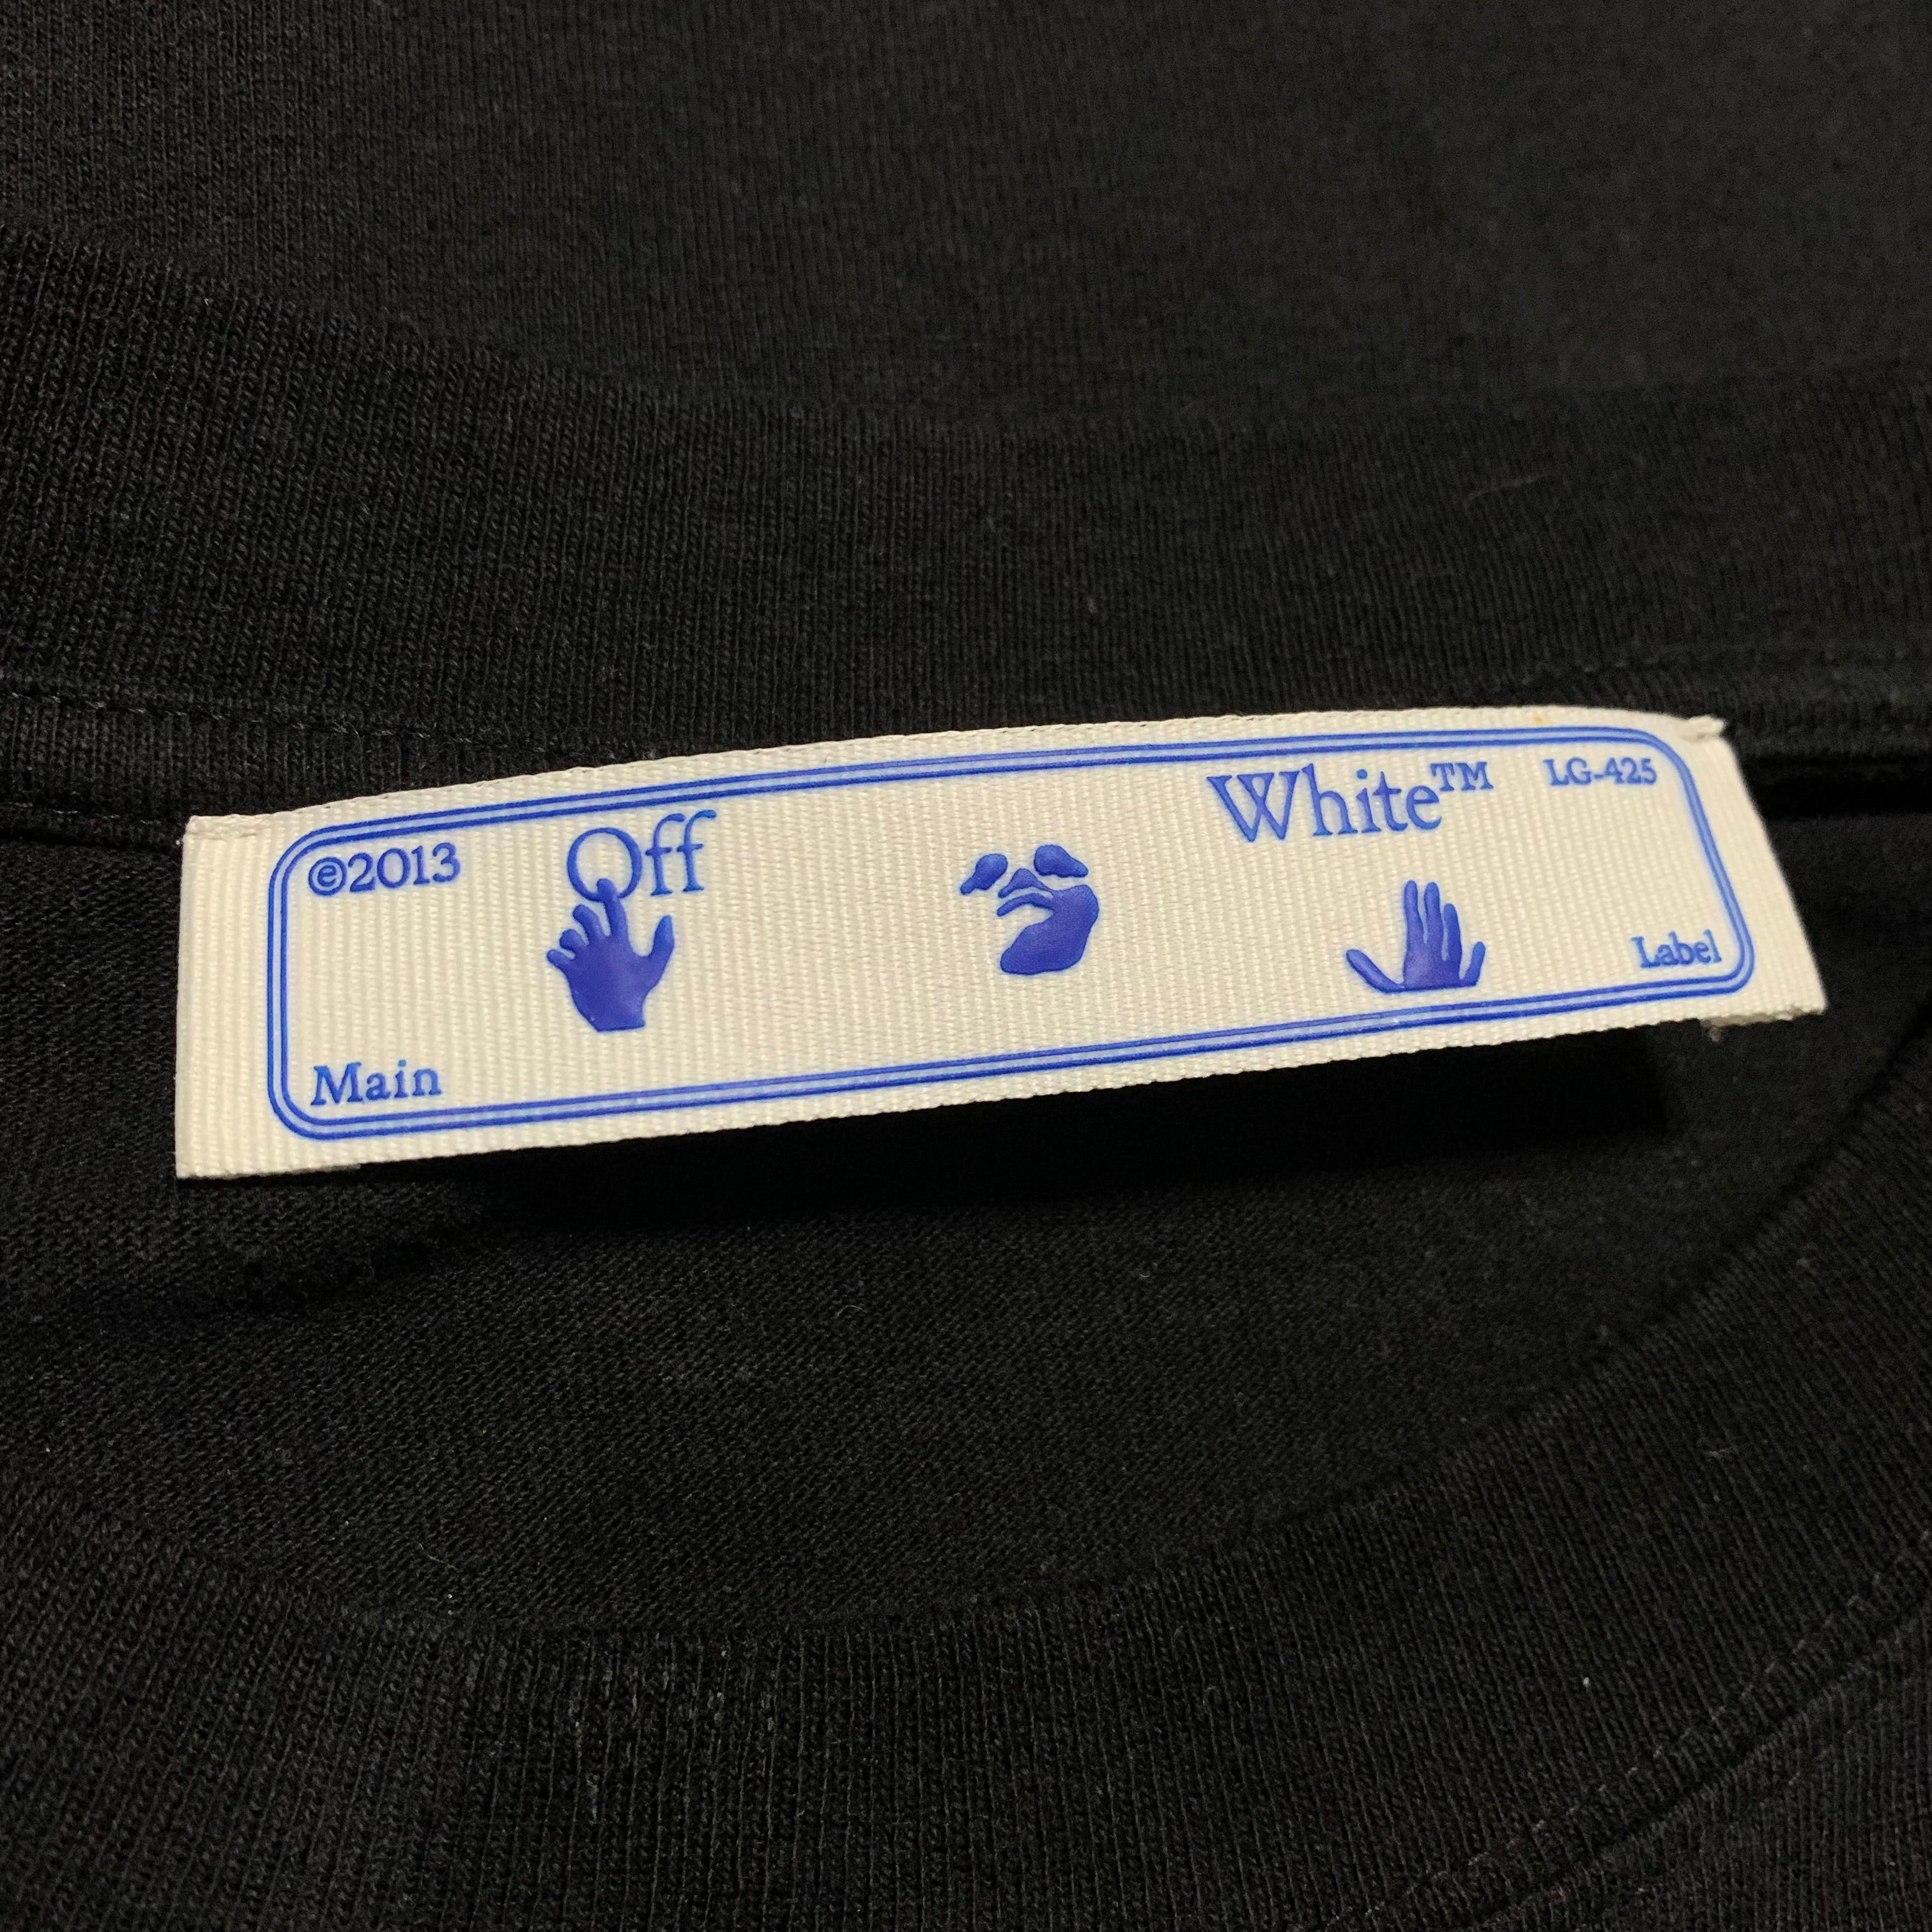 ©2013
Off
White™
LG-425
Main
Label